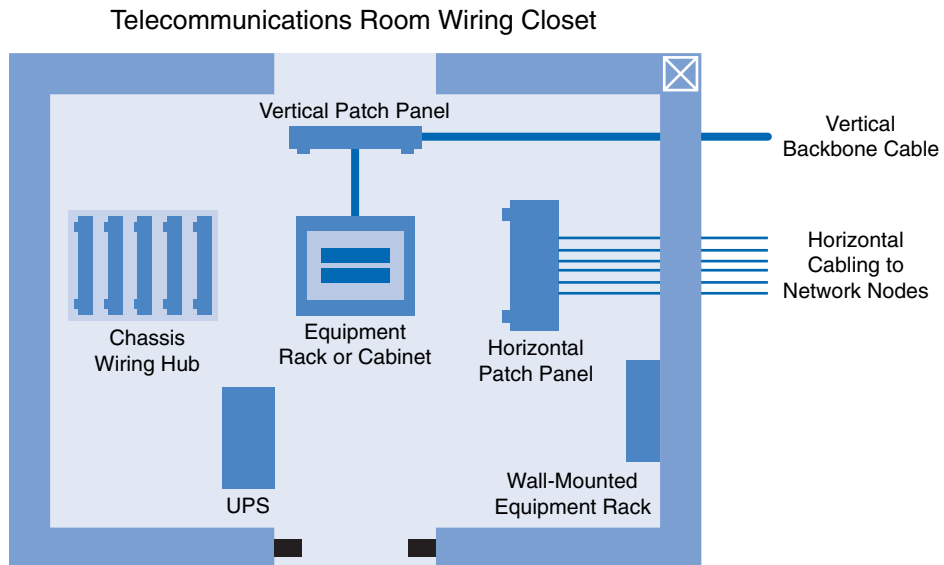 Telecommunications Room Wiring Closet
Vertical Patch Panel
Vertical
Backbone Cable
Horizontal
Cabling to
Network Nodes
Chassis
Wiring Hub
Equipment
Rack or Cabinet
Horizontal
Patch Panel
UPS
Wall-Mounted
Equipment Rack